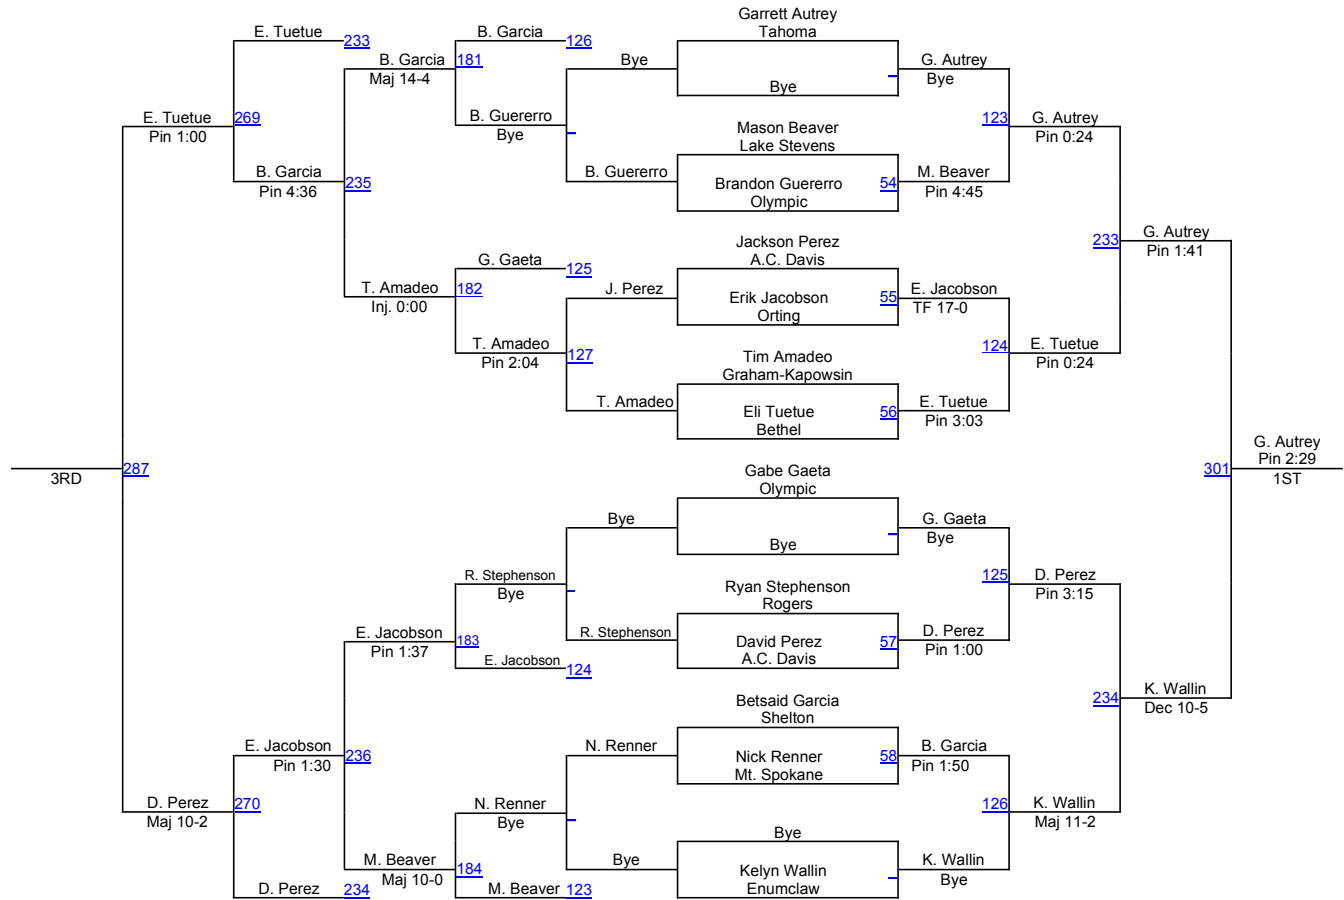 Garrett Autrey
E. Tuetue
B. Garcia
Tahoma
233
126
B. Garcia
181
Bye
G. Autrey
Maj 14-4
Bye
Bye
E. Tuetue
269
B. Guererro
123
G. Autrey
Pin 1:00
Bye
Mason Beaver
Pin 0:24
Lake Stevens
B. Garcia
235
B. Guererro
Brandon Guererro
54
M. Beaver
Pin 4:36
Olympic
Pin 4:45
Jackson Perez
233
G. Autrey
G. Gaeta
125
A.C. Davis
Pin 1:41
T. Amadeo
182
J. Perez
Erik Jacobson
55
E. Jacobson
Inj. 0:00
Orting
TF 17-0
T. Amadeo
127
Tim Amadeo
124
E. Tuetue
Pin 2:04
Graham-Kapowsin
Pin 0:24
T. Amadeo
Eli Tuetue
56
E. Tuetue
Bethel
Pin 3:03
G. Autrey
287
Gabe Gaeta
301
Pin 2:29
3RD
Olympic
1ST
Bye
G. Gaeta
Bye
Bye
R. Stephenson
Ryan Stephenson
125
D. Perez
Bye
Rogers
Pin 3:15
E. Jacobson
183
R. Stephenson
David Perez
57
D. Perez
Pin 1:37
E. Jacobson
124
A.C. Davis
Pin 1:00
Betsaid Garcia
234
K. Wallin
Shelton
Dec 10-5
E. Jacobson
236
N. Renner
Nick Renner
58
B. Garcia
Pin 1:30
Mt. Spokane
Pin 1:50
D. Perez
270
N. Renner
126
K. Wallin
Maj 10-2
Bye
Bye
Maj 11-2
M. Beaver
184
Bye
Kelyn Wallin
K. Wallin
Maj 10-0
Enumclaw
Bye
D. Perez
234
M. Beaver
123